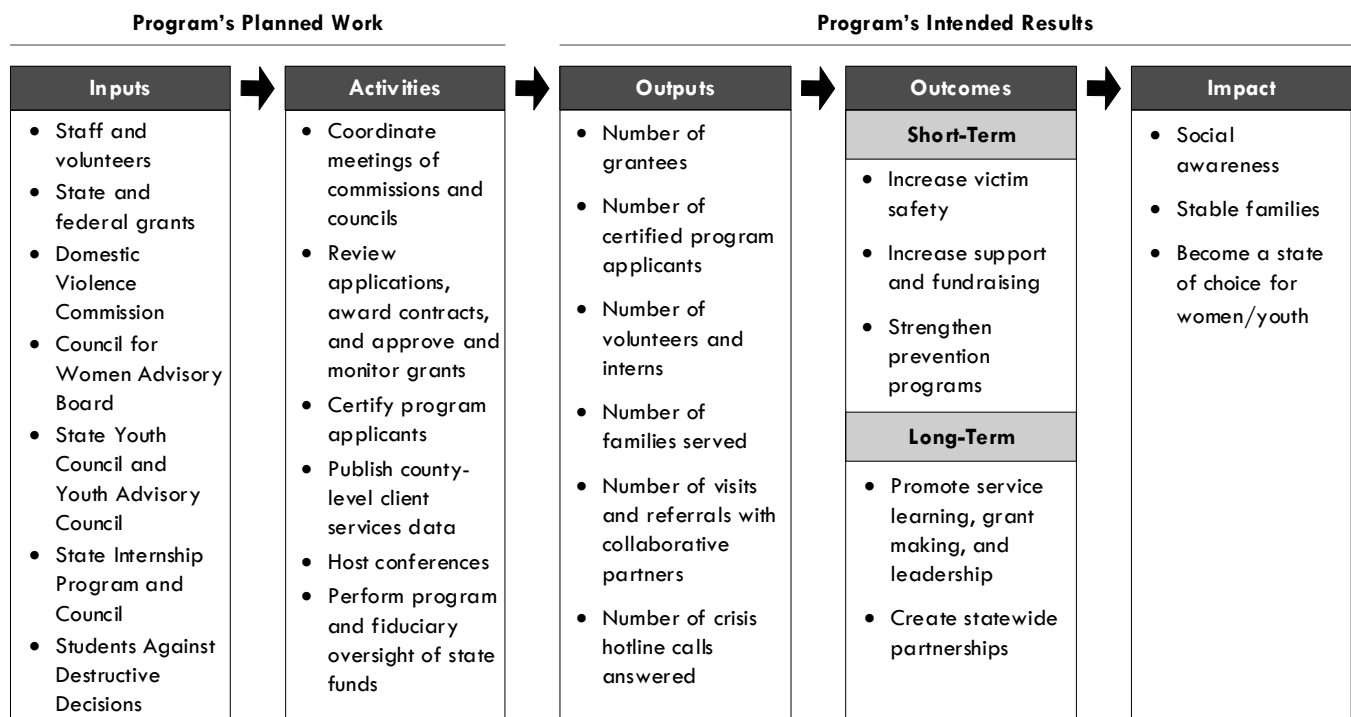 Program's Planned Work
Program's Intended Results
Inputs
• Staff and
volunteers
• State and
federal grants
• Domestic
Violence
Commission
• Council for
Women Advisory
Board
• State Youth
Council and
Youth Advisory
Council
• State Internship
Program and
Council
• Students Against
Destructive
Decisions
Activities
• Coordinate
meetings of
commissions and
councils
• Review
applications,
award contracts,
and approve and
monitor grants
• Certify program
applicants
• Publish county-
level client
services data
• Host conferences
• Perform program
and fiduciary
oversight of state
funds
Outputs
• Number of
grantees
• Number of
certified program
applicants
• Number of
volunteers and
interns
• Number of
families served
• Number of visits
and referrals with
collaborative
partners
• Number of crisis
hotline calls
answered
Outcomes
Short-Term
• Increase victim
safety
• Increase support
and fundraising
• Strengthen
prevention
programs
Long-Term
• Promote service
learning, grant
making, and
leadership
• Create statewide
partnerships
Impact
• Social
awareness
• Stable families
• Become a state
of choice for
women/youth